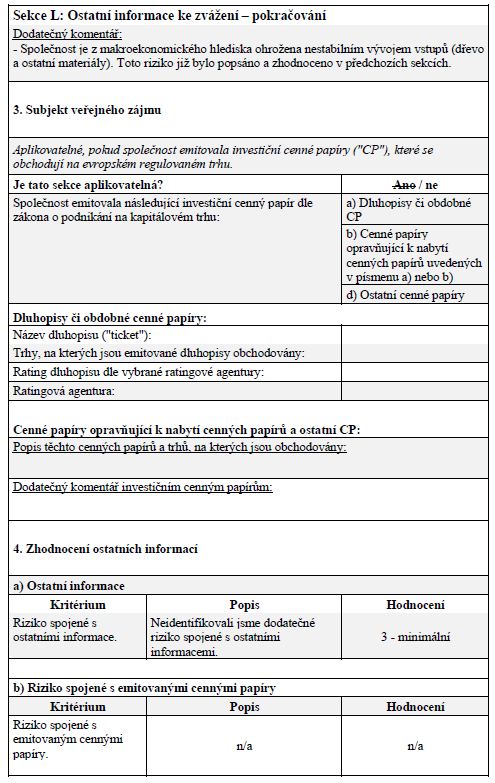 Sekce L: Ostatní informace ke zvážení – pokračování
Dodatečný komentář:
- Společnost je z makroekonomického hlediska ohrožena nestabilním vývojem vstupů (dřevo
a ostatní materiály). Toto riziko již bylo popsáno a zhodnoceno v předchozích sekcích.
3. Subjekt veřejného zájmu
Aplikovatelné, pokud společnost emitovala investiční cenné papíry ("CP"), které se
obchodují na evropském regulovaném trhu.
Je tato sekce aplikovatelná?
Ano / ne
Společnost emitovala následující investiční cenný papír dle
zákona o podnikání na kapitálovém trhu:
a) Dluhopisy či obdobné
CP
b) Cenné papíry
opravňující k nabytí
cenných papírů uvedených
v písmenu a) nebo b)
d) Ostatní cenné papíry
Dluhopisy či obdobné cenné papíry:
Název dluhopisu ("ticket"):
Trhy, na kterých jsou emitované dluhopisy obchodovány:
Rating dluhopisu dle vybrané ratingové agentury:
Ratingová agentura:
Cenné papíry opravňující k nabytí cenných papírů a ostatní CP:
Popis těchto cenných papírů a trhů, na kterých jsou obchodovány:
Dodatečný komentář investičním cenným papírům:
4. Zhodnocení ostatních informací
a) Ostatní informace
Kritérium Popis Hodnocení
Riziko spojené s
ostatními informace.
Neidentifikovali jsme dodatečné
riziko spojené s ostatními
informacemi.
3 - minimální
b) Riziko spojené s emitovanými cennými papíry
Kritérium Popis Hodnocení
Riziko spojené s
emitovaným cennými
papíry.
n/a
n/a